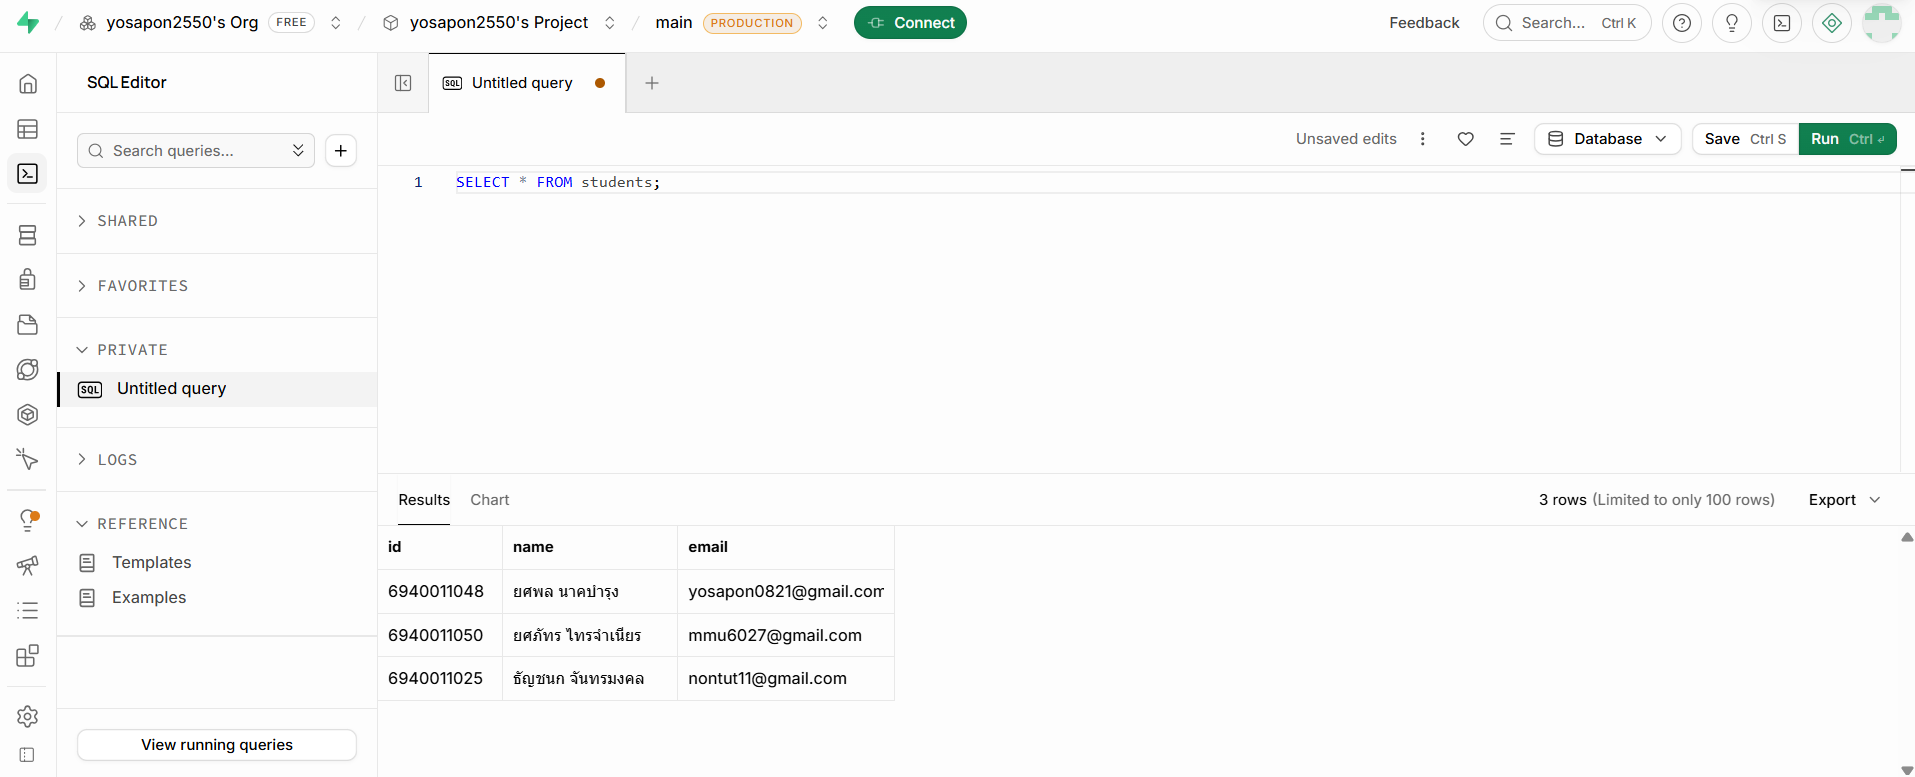 yosapon2550's Org FREE / yosapon2550's Project / main PRODUCTION Connect Feedback Search... Ctrl K
SQL Editor
Untitled query
Search queries...
Unsaved edits Database Save Ctrl S Run Ctrl ↵
1 SELECT * FROM students;
SHARED
FAVORITES
PRIVATE
SQL Untitled query
LOGS
REFERENCE
Templates
Examples
View running queries
Results Chart 3 rows (Limited to only 100 rows) Export
id name email
6940011048 ยศพล นาคบำรุง yosapon0821@gmail.com
6940011050 ยศภัทร ไทรจำเนียร mmu6027@gmail.com
6940011025 ธัญชนก จันทรมงคล nontut11@gmail.com